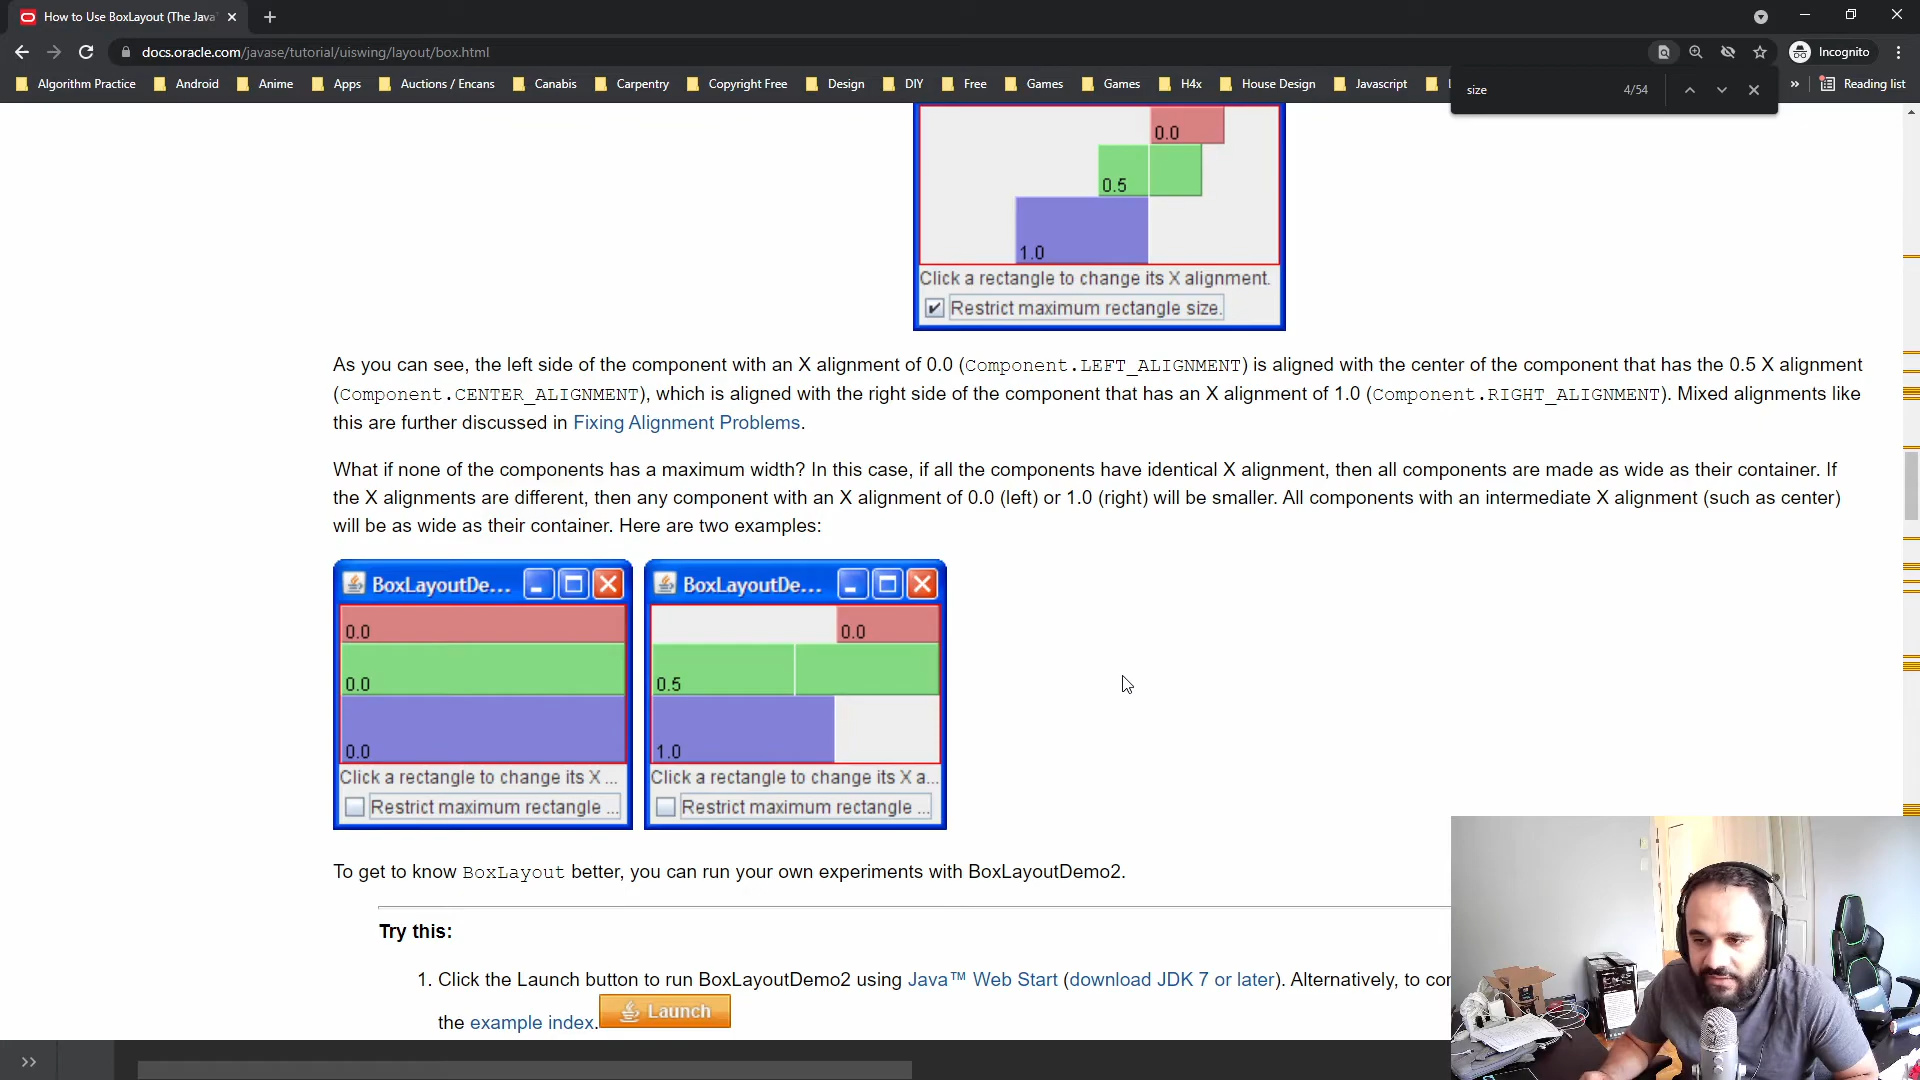 How to Use BoxLayout (The Java
docs.oracle.com/javase/tutorial/uiswing/layout/box.html
Incognito
Algorithm Practice
Android
Anime
Apps
Auctions / Encans
Canabis
Carpentry
Copyright Free
Design
DIY
Free
Games
Games
H4x
House Design
Javascript
Reading list
size
4/54
0.0
0.5
1.0
Click a rectangle to change its X alignment.
Restrict maximum rectangle size.
As you can see, the left side of the component with an X alignment of 0.0 (Component.LEFT_ALIGNMENT) is aligned with the center of the component that has the 0.5 X alignment
(Component.CENTER_ALIGNMENT), which is aligned with the right side of the component that has an X alignment of 1.0 (Component.RIGHT_ALIGNMENT). Mixed alignments like
this are further discussed in Fixing Alignment Problems.
What if none of the components has a maximum width? In this case, if all the components have identical X alignment, then all components are made as wide as their container. If
the X alignments are different, then any component with an X alignment of 0.0 (left) or 1.0 (right) will be smaller. All components with an intermediate X alignment (such as center)
will be as wide as their container. Here are two examples:
BoxLayoutDe...
0.0
0.0
0.0
Click a rectangle to change its X ...
Restrict maximum rectangle ...
BoxLayoutDe...
0.0
0.5
1.0
Click a rectangle to change its X a...
Restrict maximum rectangle ...
To get to know BoxLayout better, you can run your own experiments with BoxLayoutDemo2.
Try this:
1. Click the Launch button to run BoxLayoutDemo2 using Java™ Web Start (download JDK 7 or later). Alternatively, to cor
the example index.
Launch